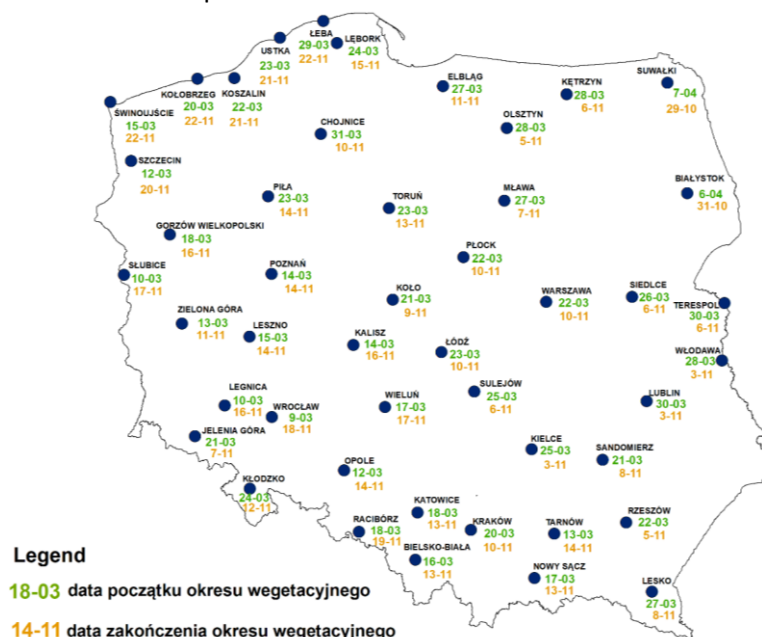 ŁEBA
29-03
22-11
LĘBORK
24-03
15-11
USTKA
23-03
21-11
KOŁOBRZEG
20-03
22-11
KOSZALIN
22-03
21-11
ELBLĄG
27-03
11-11
KĘTRZYN
28-03
6-11
SUWAŁKI
7-04
29-10
ŚWINOUJŚCIE
15-03
22-11
CHOJNICE
31-03
10-11
OLSZTYN
28-03
5-11
SZCZECIN
12-03
20-11
PIŁA
23-03
14-11
TORUŃ
23-03
13-11
MŁAWA
27-03
7-11
BIAŁYSTOK
6-04
31-10
GORZÓW WIELKOPOLSKI
18-03
16-11
PŁOCK
22-03
10-11
SŁUBICE
10-03
17-11
POZNAŃ
14-03
14-11
KOŁO
21-03
9-11
WARSZAWA
22-03
10-11
SIEDLCE
26-03
6-11
TERESPOL
30-03
6-11
ZIELONA GÓRA
13-03
11-11
LESZNO
15-03
14-11
KALISZ
14-03
16-11
ŁÓDŹ
23-03
10-11
WŁODAWA
28-03
3-11
LEGNICA
10-03
16-11
WROCŁAW
9-03
18-11
WIELUŃ
17-03
17-11
SULEJÓW
25-03
6-11
LUBLIN
30-03
3-11
JELENIA GÓRA
21-03
7-11
KIELCE
25-03
3-11
SANDOMIERZ
21-03
8-11
OPOLE
12-03
14-11
KŁODZKO
24-03
12-11
KATOWICE
18-03
13-11
RACIBÓRZ
18-03
19-11
KRAKÓW
20-03
10-11
TARNÓW
13-03
14-11
RZESZÓW
22-03
5-11
BIELSKO-BIAŁA
16-03
13-11
NOWY SĄCZ
17-03
13-11
LESKO
27-03
8-11
Legend
18-03 data początku okresu wegetacyjnego
14-11 data zakończenia okresu wegetacyjnego